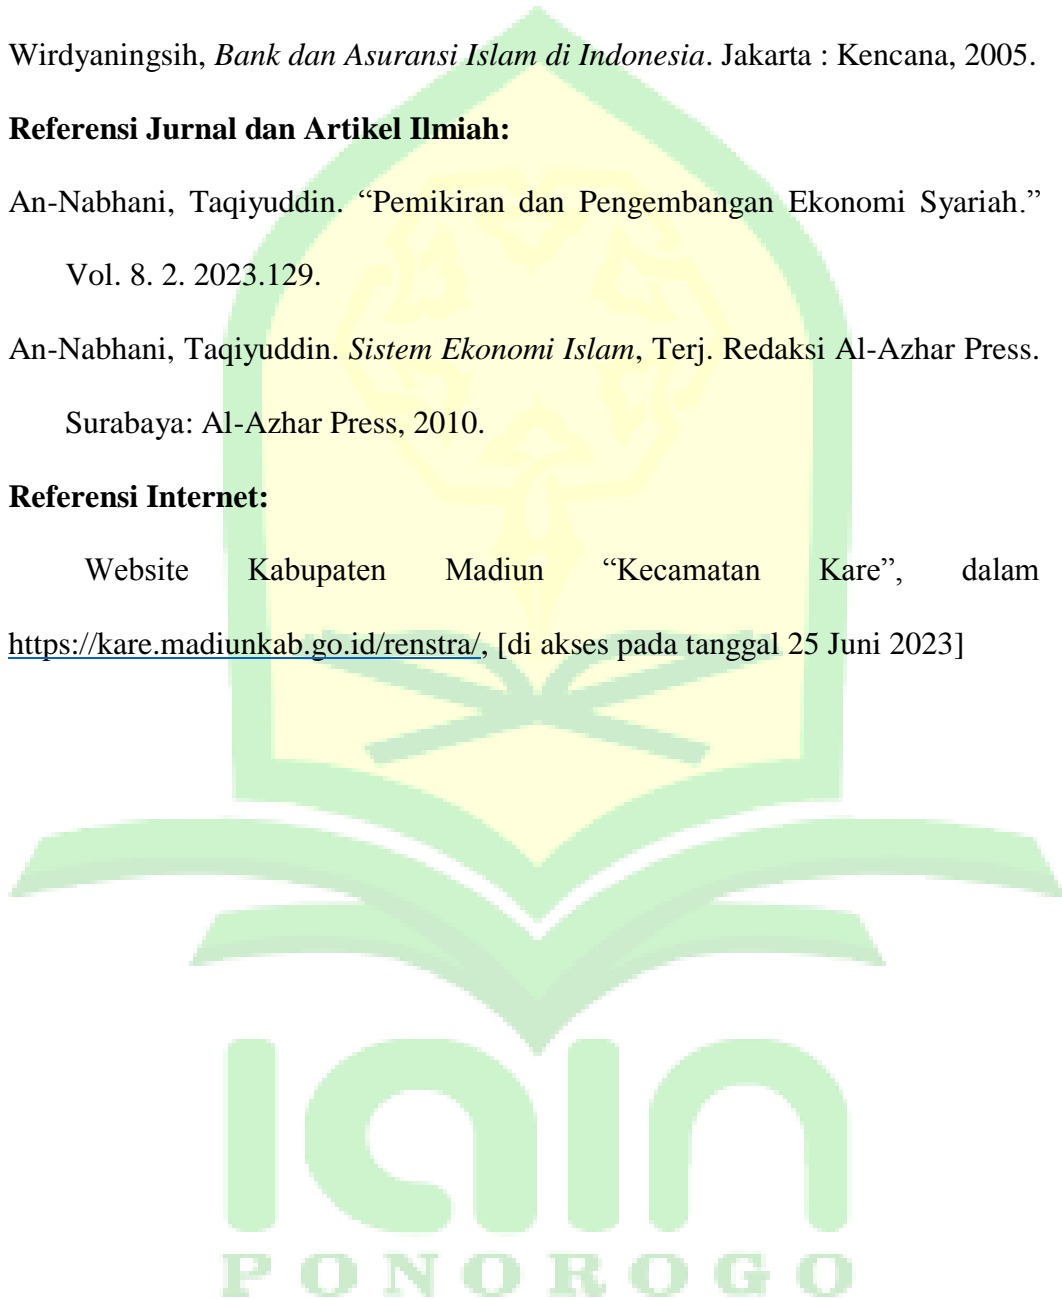 Wirdyaningsih, Bank dan Asuransi Islam di Indonesia. Jakarta : Kencana, 2005.
Referensi Jurnal dan Artikel Ilmiah:
An-Nabhani, Taqiyuddin. “Pemikiran dan Pengembangan Ekonomi Syariah.”
Vol. 8. 2. 2023.129.
An-Nabhani, Taqiyuddin. Sistem Ekonomi Islam, Terj. Redaksi Al-Azhar Press.
Surabaya: Al-Azhar Press, 2010.
Referensi Internet:
Website Kabupaten Madiun “Kecamatan Kare”, dalam
https://kare.madiunkab.go.id/renstra/, [di akses pada tanggal 25 Juni 2023]
iain
PONOROGO